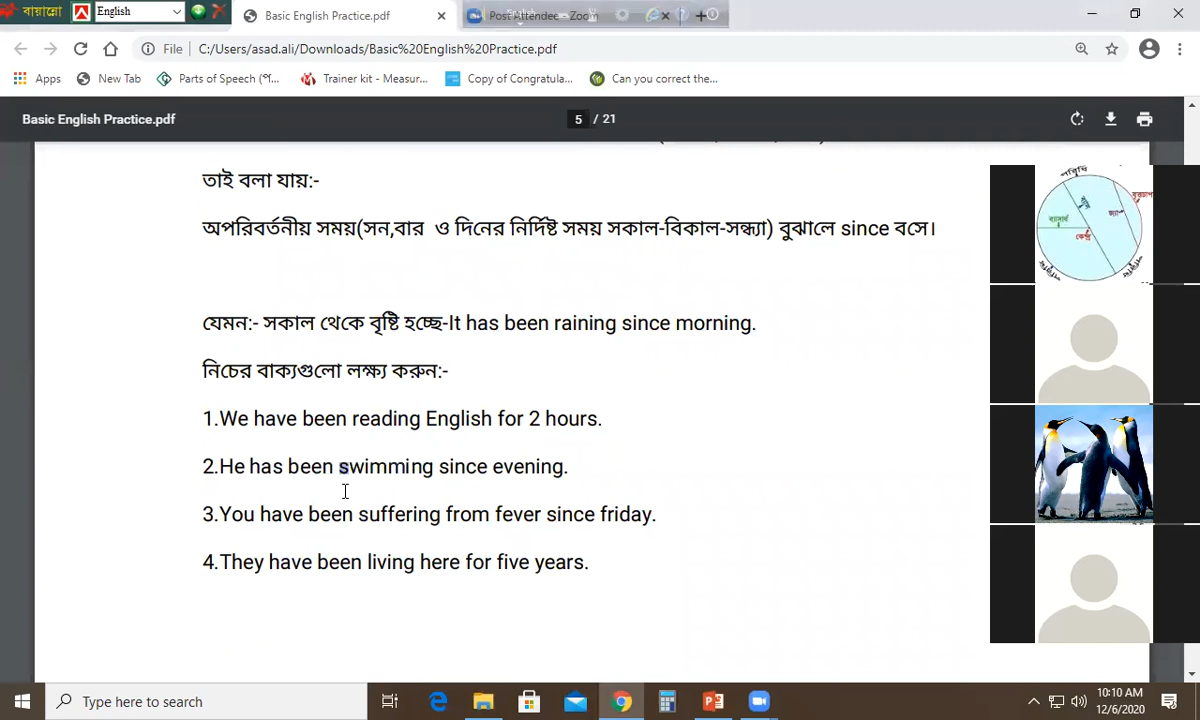 বায়ান্নো
English
Basic English Practice.pdf
Post Attendee - Zoom
File
C:/Users/asad.ali/Downloads/Basic%20English%20Practice.pdf
Apps
New Tab
Parts of Speech (প...
Trainer kit - Measur...
Copy of Congratula...
Can you correct the...
Basic English Practice.pdf
5 / 21
তাই বলা যায়:-
অপরিবর্তনীয় সময়(সন,বার ও দিনের নির্দিষ্ট সময় সকাল-বিকাল-সন্ধ্যা) বুঝালে since বসে।
যেমন:- সকাল থেকে বৃষ্টি হচ্ছে-It has been raining since morning.
নিচের বাক্যগুলো লক্ষ্য করুন:-
1.We have been reading English for 2 hours.
2.He has been swimming since evening.
3.You have been suffering from fever since friday.
4.They have been living here for five years.
পরিধি
ব্যাস
ব্যাসার্ধ
জ্যা
কেন্দ্র
Type here to search
10:10 AM
12/6/2020